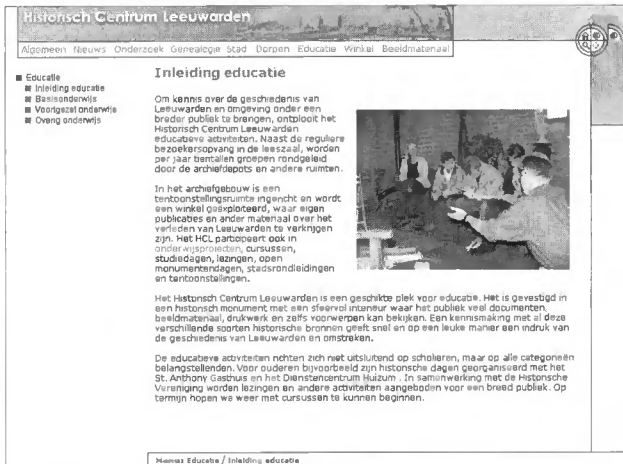 Historisch Centrum Leeuwarden
Algemeen Nieuws Onderzoek Genealogie Stad Dorpen Educatie Winkel Beeldmateriaal
Educatie
Inleiding educatie
Basisonderwijs
Voortgezet onderwijs
Overig onderwijs
Inleiding educatie
Om kennis over de geschiedenis van
Leeuwarden en omgeving onder een
breder publiek te brengen, ontplooit het
Historisch Centrum Leeuwarden
educatieve activiteiten. Naast de reguliere
bezoekersopvang in de leeszaal, worden
per jaar tientallen groepen rondgeleid
door de archiefdepots en andere ruimten.
In het archiefgebouw is een
tentoonstellingsruimte ingericht en wordt
een winkel geëxploiteerd, waar eigen
publicaties en ander materiaal over het
verleden van Leeuwarden te verkrijgen
zijn. Het HCL participeert ook in
onderwijsprojecten, cursussen,
studiedagen, lezingen, open
monumentendagen, stadsrondleidingen
en tentoonstellingen.
Het Historisch Centrum Leeuwarden is een geschikte plek voor educatie. Het is gevestigd in
een historisch monument met een sfeervol interieur waar het publiek veel documenten,
beeldmateriaal, drukwerk en zelfs voorwerpen kan bekijken. Een kennismaking met al deze
verschillende soorten historische bronnen geeft snel en op een leuke manier een indruk van
de geschiedenis van Leeuwarden en omstreken.
De educatieve activiteiten richten zich niet uitsluitend op scholieren, maar op alle categorieën
belangstellenden. Voor ouderen bijvoorbeeld zijn historische dagen georganiseerd met het
St. Anthony Gasthuis en het Dienstencentrum Huizum . In samenwerking met de Historische
Vereniging worden lezingen en andere activiteiten aangeboden voor een breed publiek. Op
termijn hopen we weer met cursussen te kunnen beginnen.
Educatie / Inleiding educatie